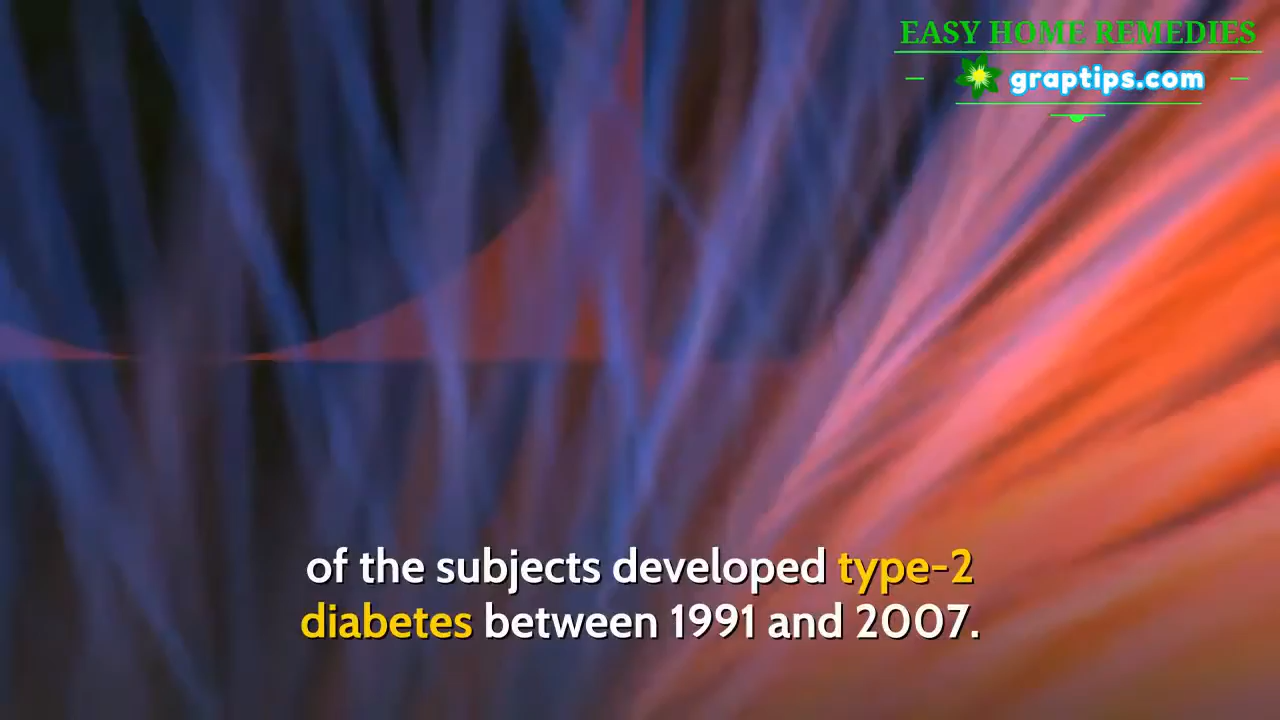 EASY HOME REMEDIES
graptips.com
of the subjects developed type-2
diabetes between 1991 and 2007.